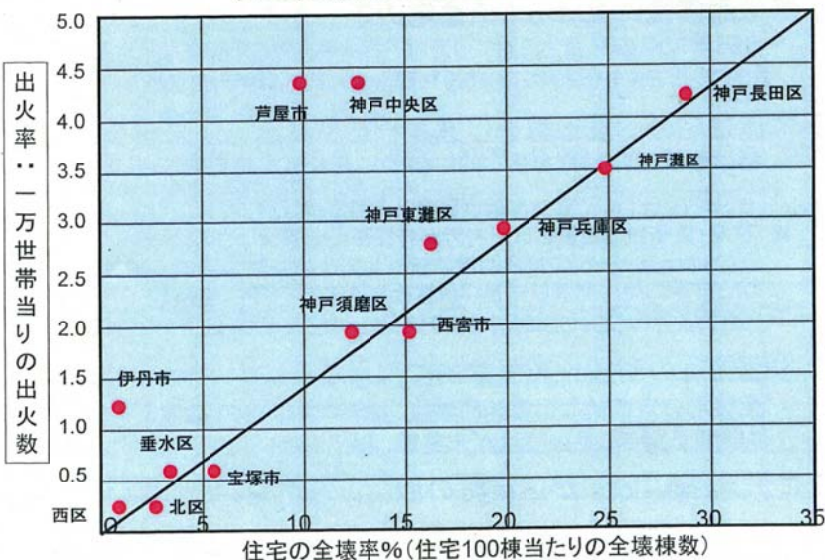 出火率:一万世帯当りの出火数
5.0
4.5
4.0
3.5
3.0
2.5
2.0
1.5
1.0
0.5
芦屋市
神戸中央区
神戸長田区
神戸灘区
神戸東灘区
神戸兵庫区
神戸須磨区
西宮市
伊丹市
垂水区
宝塚市
西区
北区
0 5 10 15 20 25 30 35
住宅の全壊率%(住宅100棟当たりの全壊棟数)